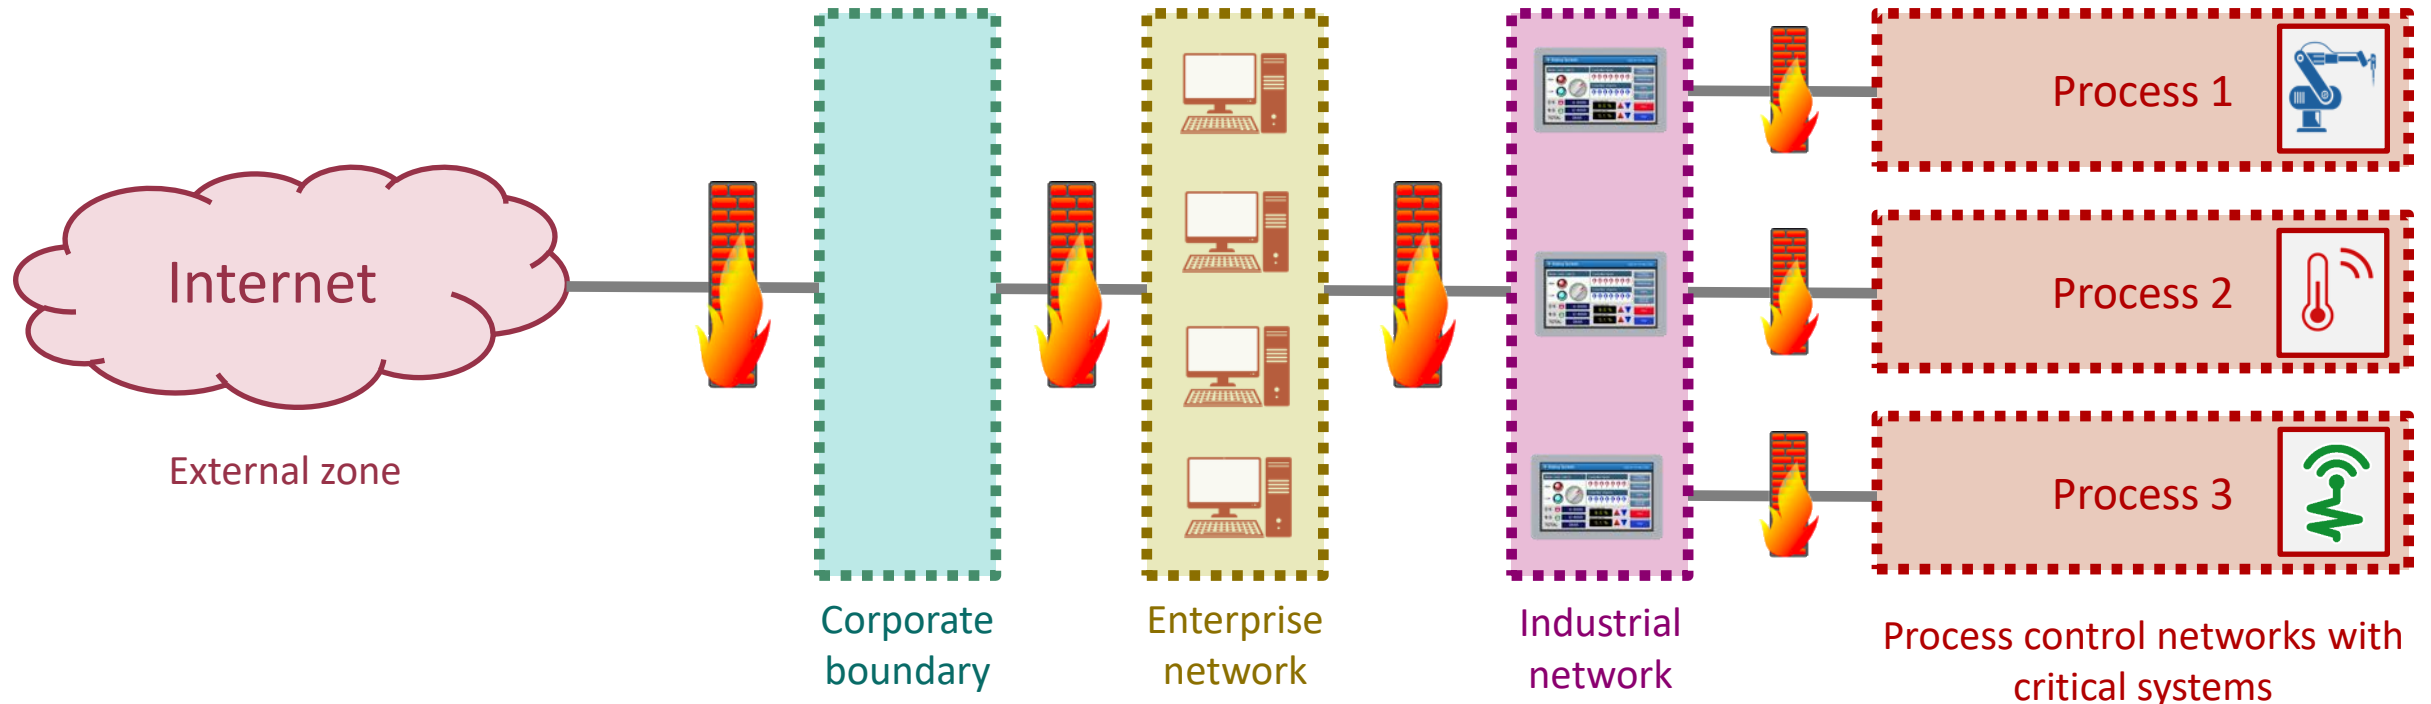 Internet
External zone
Corporate
boundary
Enterprise
network
Industrial
network
Process 1
Process 2
Process 3
Process control networks with
critical systems